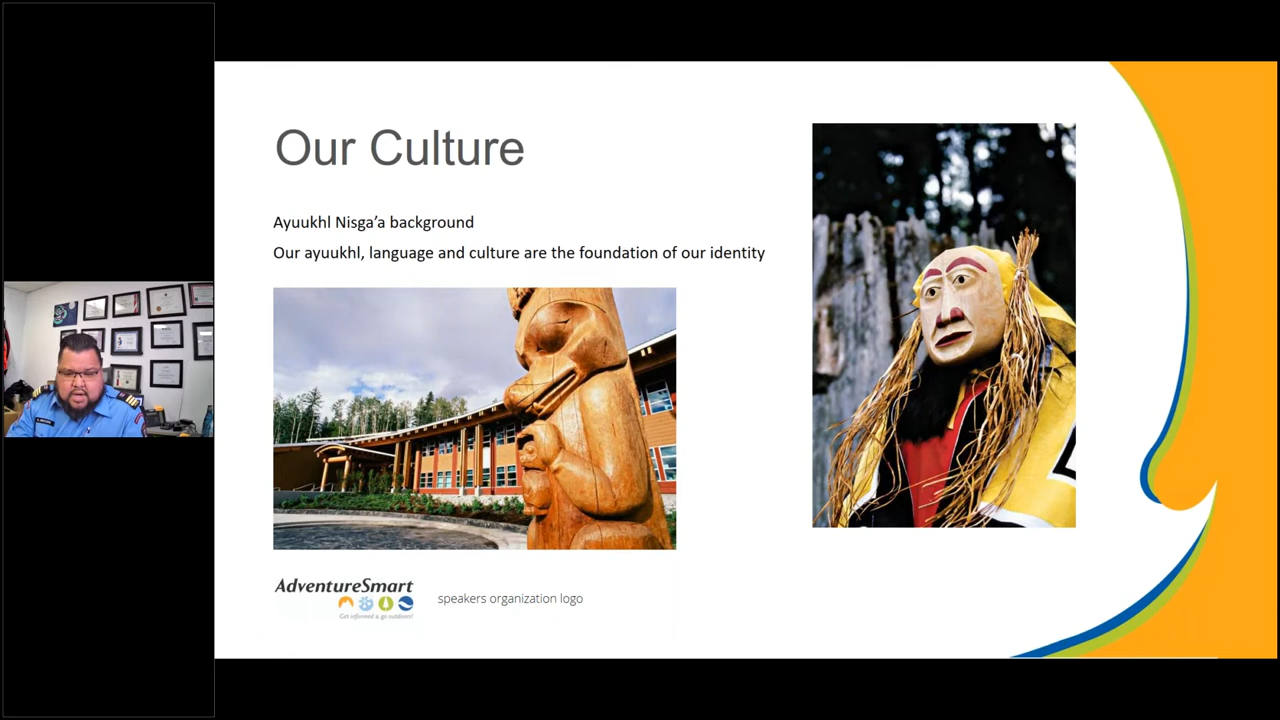 Our Culture
Ayuukhl Nisga’a background
Our ayuukhl, language and culture are the foundation of our identity
AdventureSmart
Get informed & go outdoors!
speakers organization logo